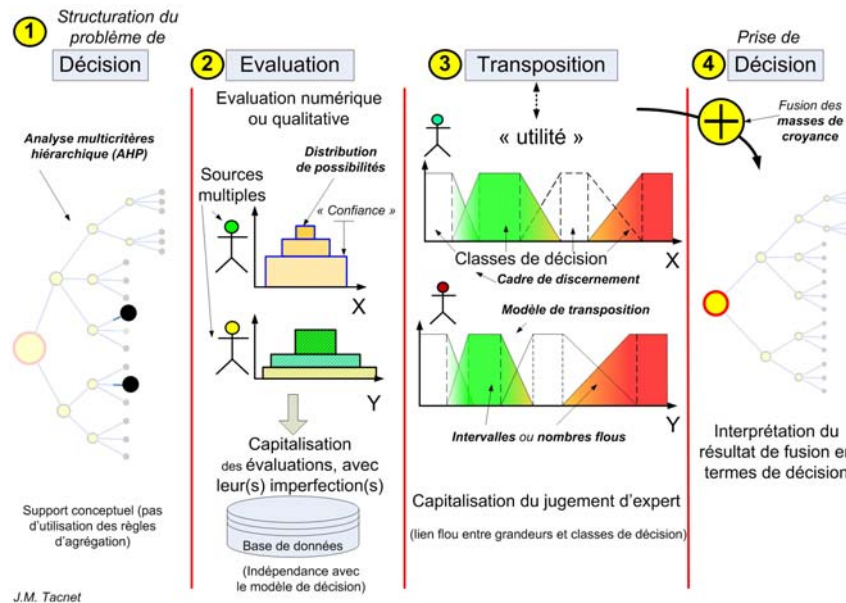 1
Structuration du
problème de
Décision
Analyse multicritères
hiérarchique (AHP)
Support conceptuel (pas
d'utilisation des règles
d'agrégation)
J.M. Tacnet
2
Evaluation
Evaluation numérique
ou qualitative
Sources
multiples
Distribution
de possibilités
« Confiance »
X
Y
Capitalisation
des évaluations, avec
leur(s) imperfection(s)
Base de données
(Indépendance avec
le modèle de décision)
3
Transposition
« utilité »
Classes de décision
X
Cadre de discernement
Modèle de transposition
Intervalles ou nombres flous
Y
Capitalisation du jugement d'expert
(lien flou entre grandeurs et classes de décision)
4
Prise de
Décision
Fusion des
masses de
croyance
Interprétation du
résultat de fusion en
termes de décision